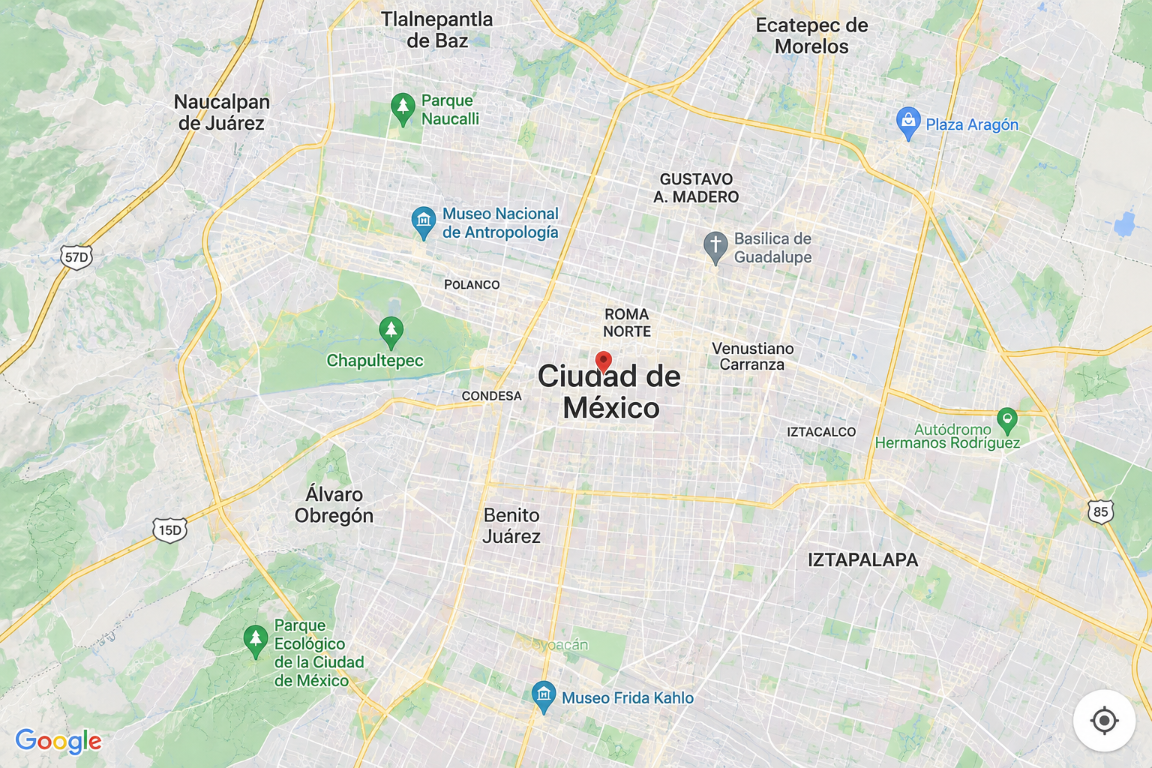 Tlalnepantla
de Baz
Ecatepec de
Morelos
Naucalpan
de Juárez
Parque
Naucalli
Plaza Aragón
GUSTAVO
A. MADERO
Museo Nacional
de Antropología
Basilica de
Guadalupe
57D
POLANCO
ROMA
NORTE
Venustiano
Carranza
Chapultepec
Ciudad de
México
CONDESA
IZTACALCO
Autódromo
Hermanos Rodríguez
Álvaro
Obregón
Benito
Juárez
85
15D
IZTAPALAPA
Parque
Ecológico
de la Ciudad
de México
Museo Frida Kahlo
Google